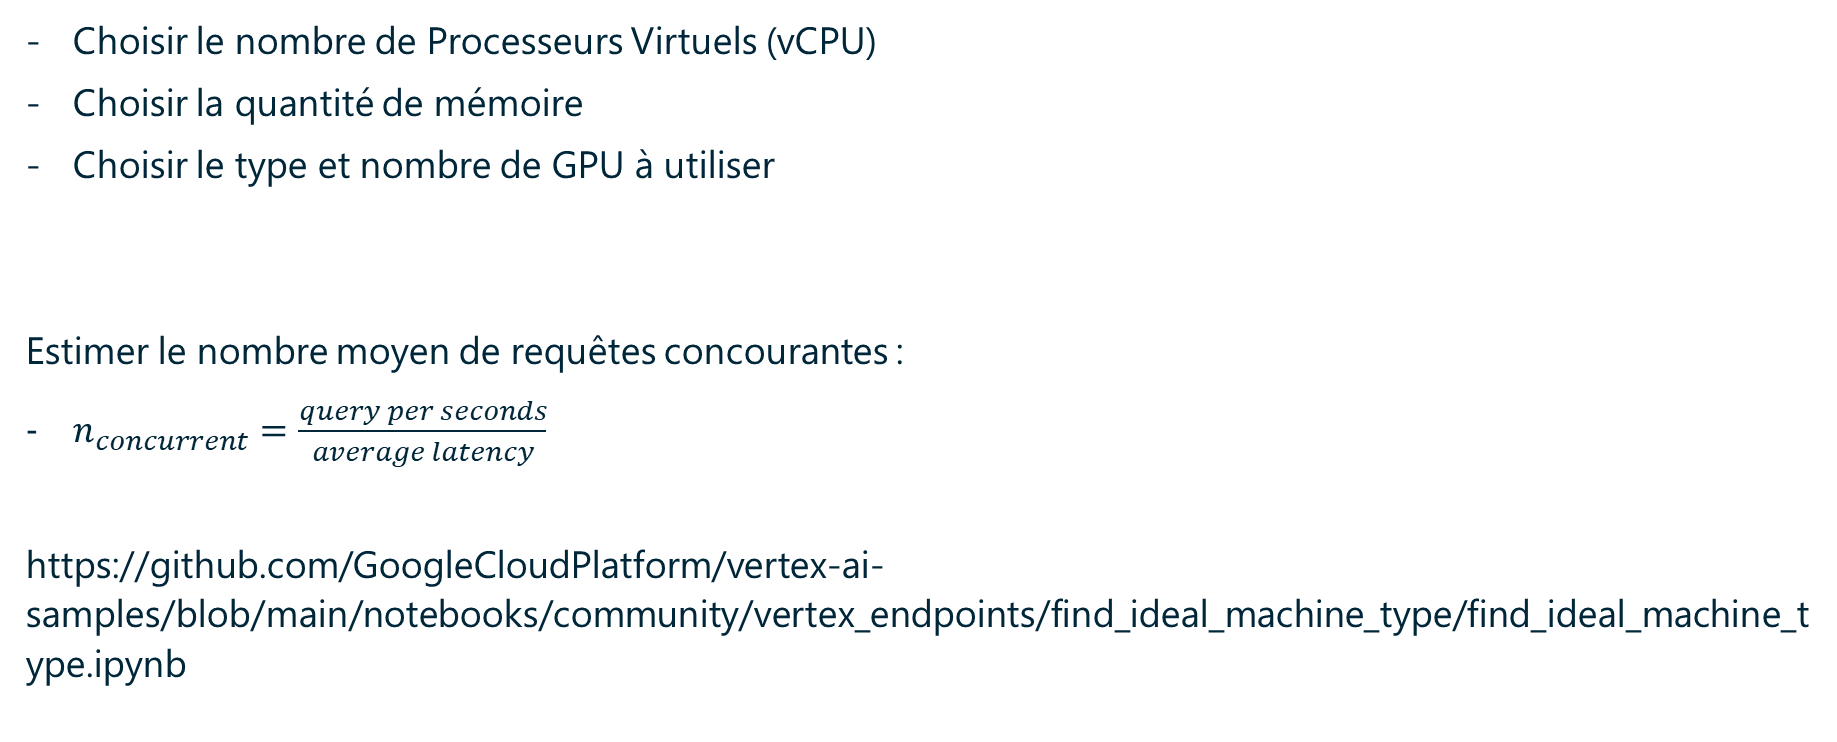 - Choisir le nombre de Processeurs Virtuels (vCPU)
- Choisir la quantité de mémoire
- Choisir le type et nombre de GPU à utiliser
Estimer le nombre moyen de requêtes concourantes :
- n_concurrent = query per seconds / average latency
https://github.com/GoogleCloudPlatform/vertex-ai-
samples/blob/main/notebooks/community/vertex_endpoints/find_ideal_machine_type/find_ideal_machine_t
ype.ipynb